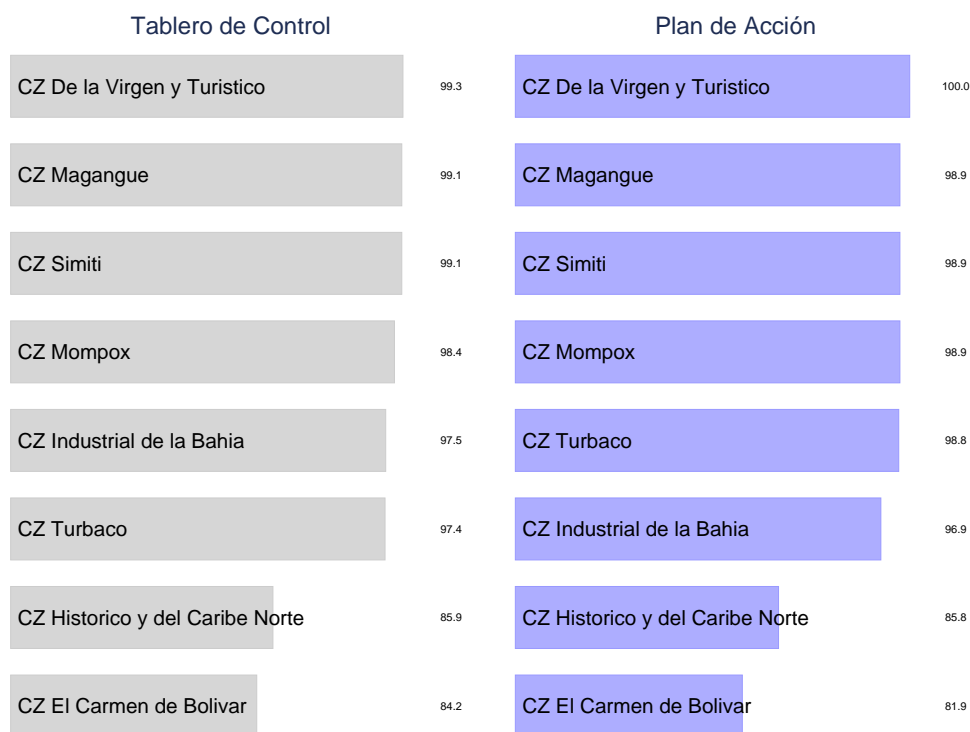 Tablero de Control
CZ De la Virgen y Turistico 99.3
CZ Magangue 99.1
CZ Simiti 99.1
CZ Mompox 98.4
CZ Industrial de la Bahia 97.5
CZ Turbaco 97.4
CZ Historico y del Caribe Norte 85.9
CZ El Carmen de Bolivar 84.2
Plan de Acción
CZ De la Virgen y Turistico 100.0
CZ Magangue 98.9
CZ Simiti 98.9
CZ Mompox 98.9
CZ Turbaco 98.8
CZ Industrial de la Bahia 96.9
CZ Historico y del Caribe Norte 85.8
CZ El Carmen de Bolivar 81.9